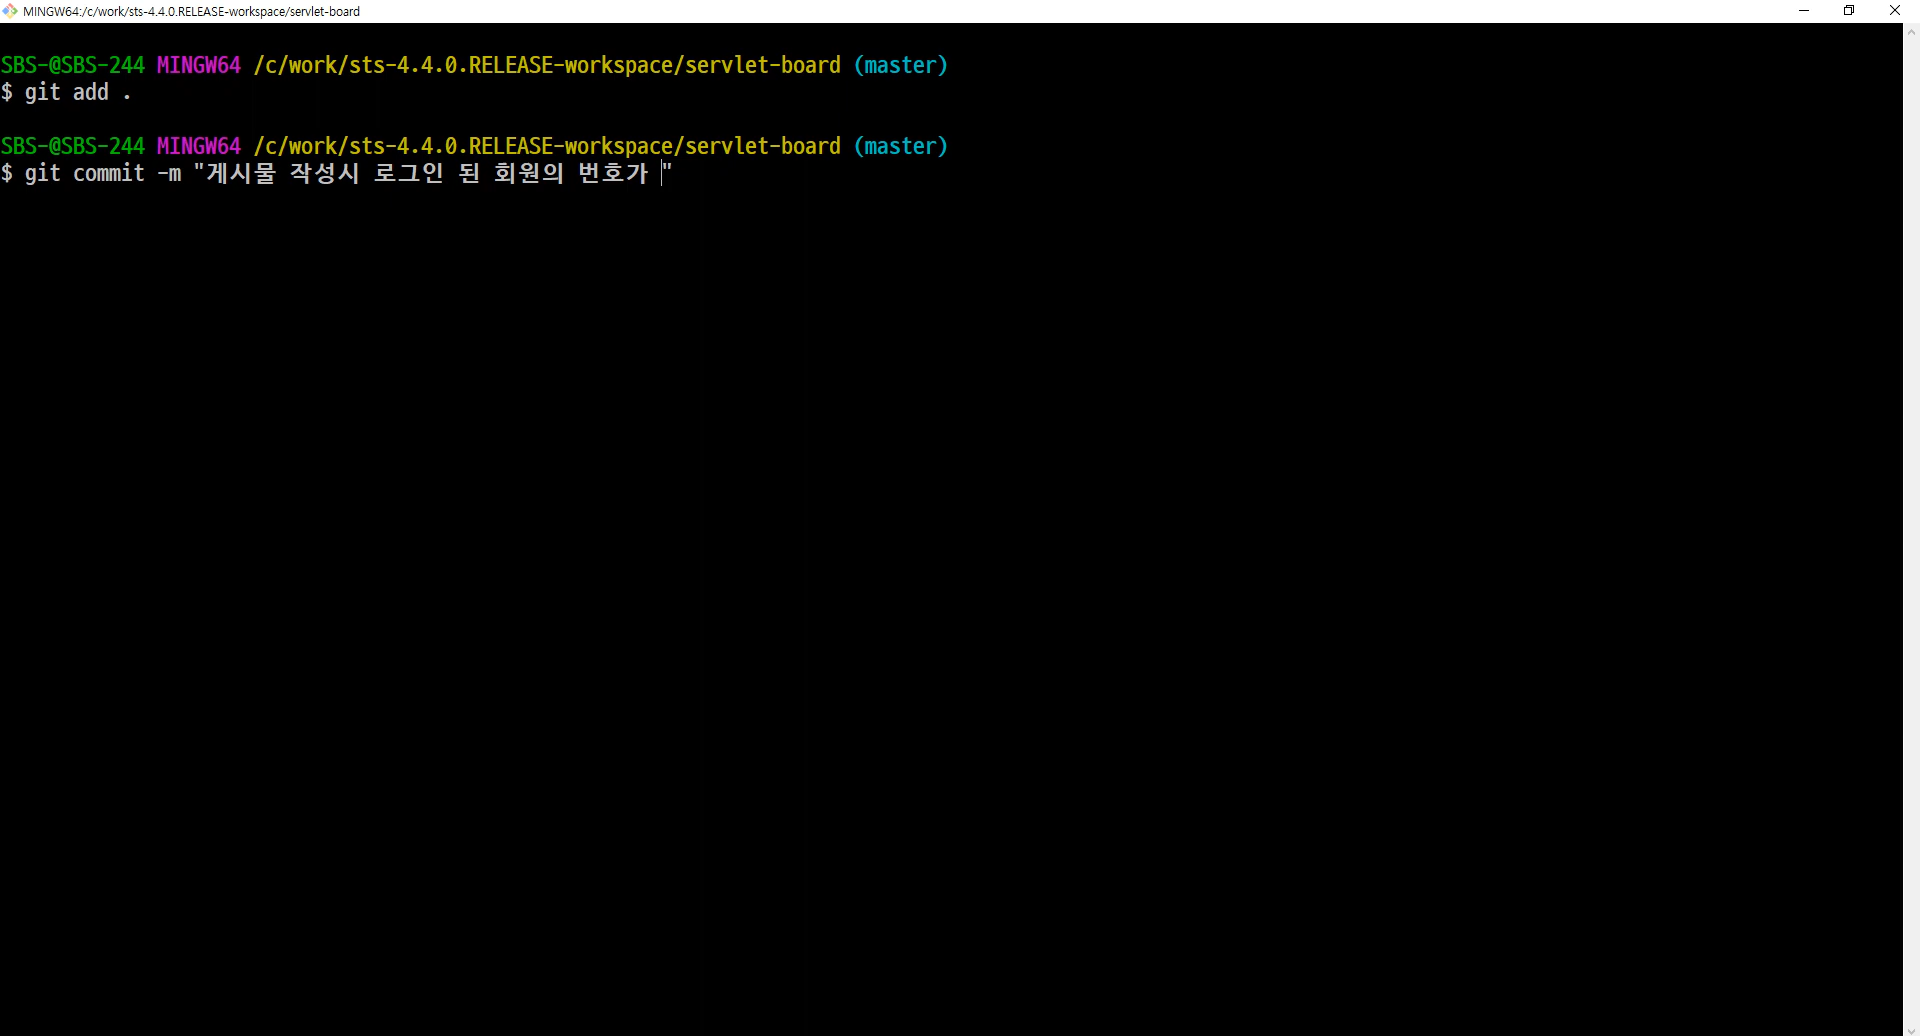 MINGW64:/c/work/sts-4.4.0.RELEASE-workspace/servlet-board
SBS-@SBS-244 MINGW64 /c/work/sts-4.4.0.RELEASE-workspace/servlet-board (master)
$ git add .
SBS-@SBS-244 MINGW64 /c/work/sts-4.4.0.RELEASE-workspace/servlet-board (master)
$ git commit -m "게시물 작성시 로그인 된 회원의 번호가 "